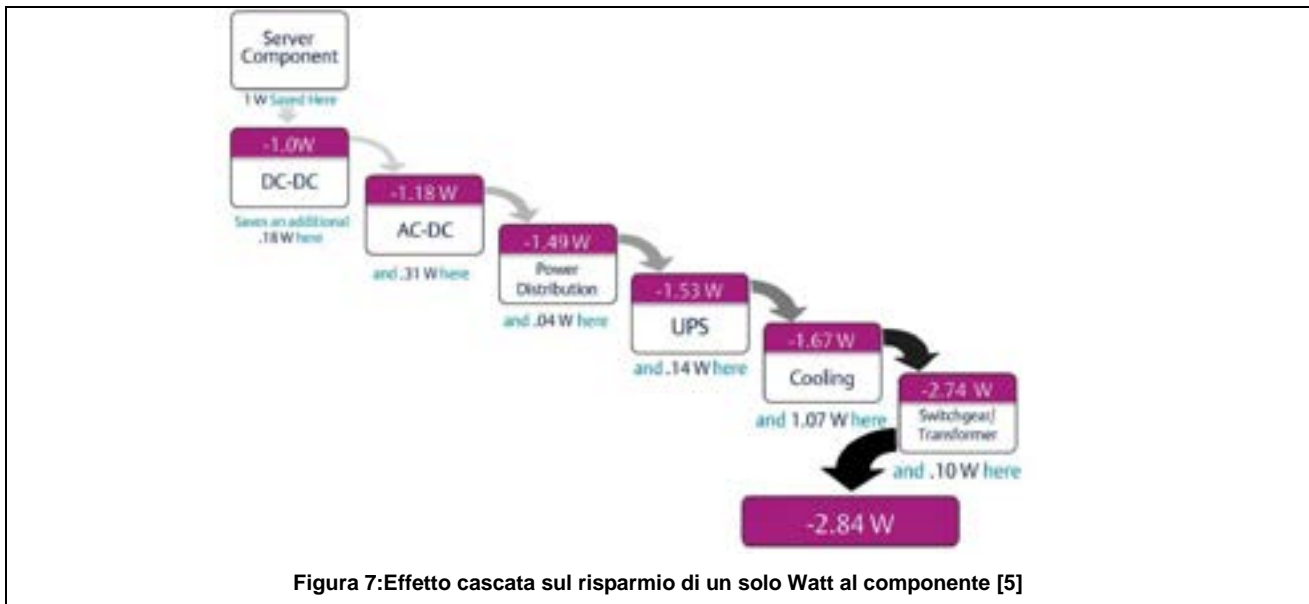 Server
Component
1 W Saved Here
-1.0W
DC-DC
Saves an additional
.18 W here
-1.18 W
AC-DC
and .31 W here
-1.49 W
Power
Distribution
and .04 W here
-1.53 W
UPS
and .14 W here
-1.67 W
Cooling
and 1.07 W here
-2.74 W
Switchgear/
Transformer
and .10 W here
-2.84 W
Figura 7:Effetto cascata sul risparmio di un solo Watt al componente [5]